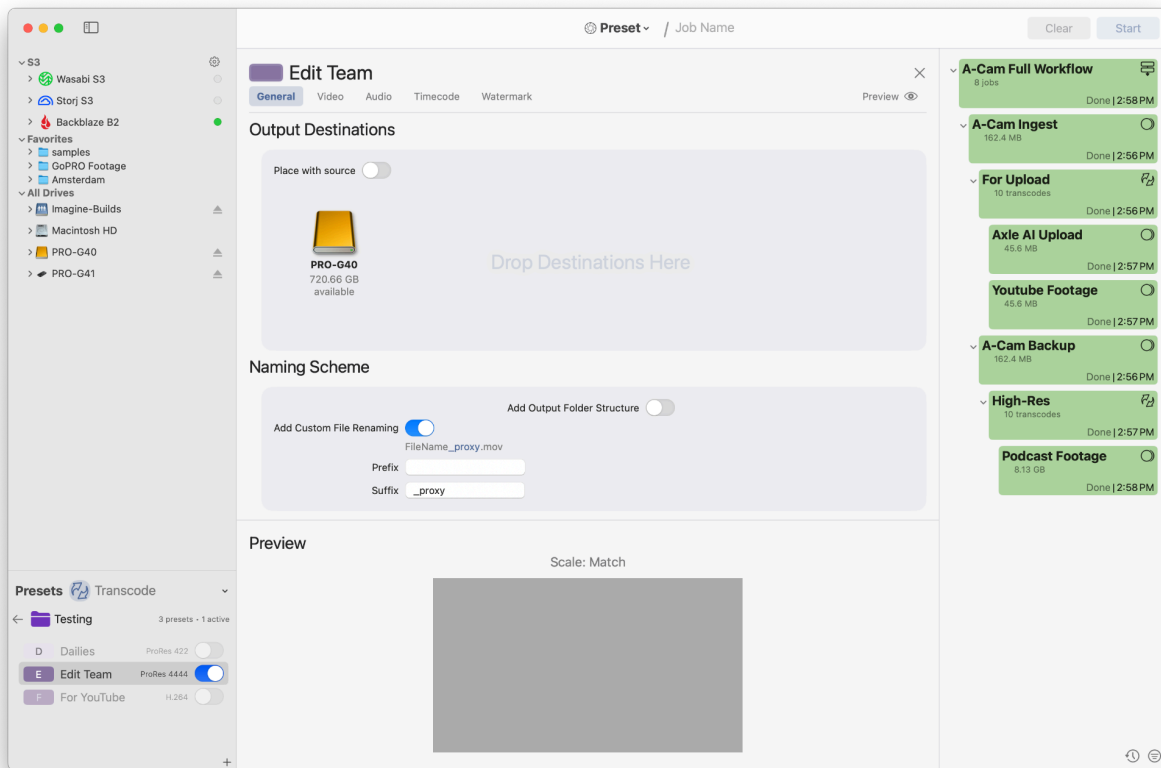 Preset
/ Job Name
Clear
Start
S3
Wasabi S3
Storj S3
Backblaze B2
Favorites
samples
GoPRO Footage
Amsterdam
All Drives
Imagine-Builds
Macintosh HD
PRO-G40
PRO-G41
Presets Transcode
Testing 3 presets • 1 active
D Dailies ProRes 422
E Edit Team ProRes 4444
F For YouTube H.264
+
Edit Team
General Video Audio Timecode Watermark Preview
Output Destinations
Place with source
PRO-G40
720.66 GB
available
Drop Destinations Here
Naming Scheme
Add Output Folder Structure
Add Custom File Renaming
FileName_proxy.mov
Prefix
Suffix _proxy
Preview
Scale: Match
A-Cam Full Workflow
8 jobs
Done | 2:58 PM
A-Cam Ingest
162.4 MB
Done | 2:56 PM
For Upload
10 transcodes
Done | 2:56 PM
Axle AI Upload
45.6 MB
Done | 2:57 PM
Youtube Footage
45.6 MB
Done | 2:57 PM
A-Cam Backup
162.4 MB
Done | 2:56 PM
High-Res
10 transcodes
Done | 2:57 PM
Podcast Footage
8.13 GB
Done | 2:58 PM